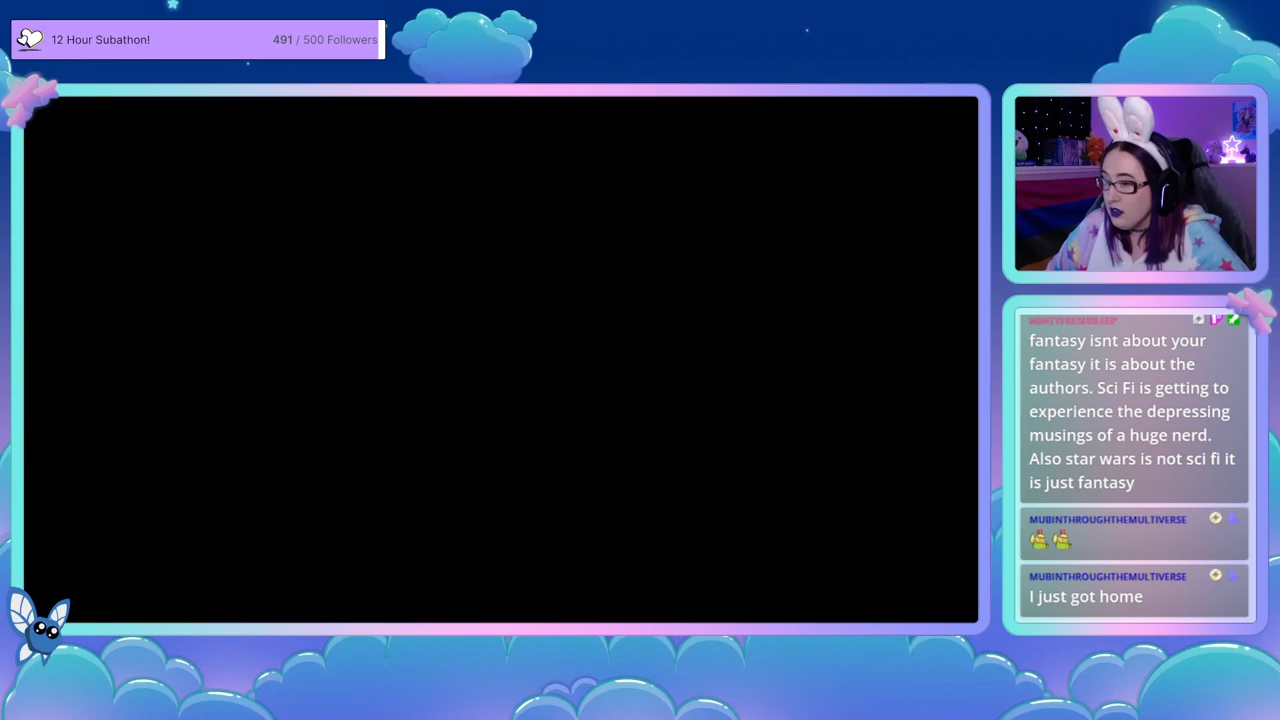 12 Hour Subathon!
491 / 500 Followers
fantasy isnt about your
fantasy it is about the
authors. Sci Fi is getting to
experience the depressing
musings of a huge nerd.
Also star wars is not sci fi it
is just fantasy
MUBINTHROUGHTHEMULTIVERSE
MUBINTHROUGHTHEMULTIVERSE
I just got home